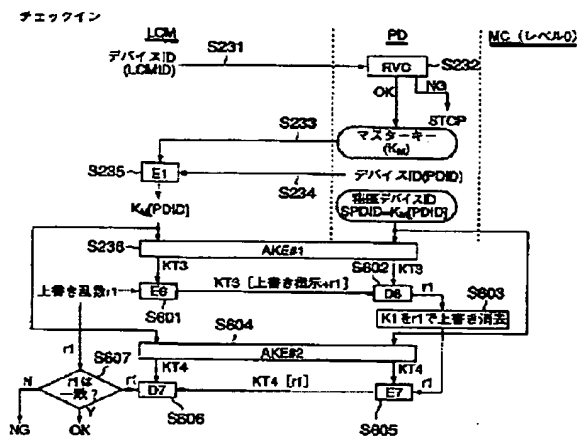 チェックイン
LCM
PD
MC (レベル0)
S231
デバイスID
(LCMID)
RVC
S232
OK
NG
STOP
S233
マスターキー
(KM)
S235
E1
デバイスID(PDID)
S234
KM[PDID]
秘匿デバイスID
SPDID=KM[PDID]
S236
AKE#1
KT3
S602
KT3
r1
上書き乱数r1
E6
KT3 [上書き指示+r1]
D6
S603
S601
K1をr1で上書き消去
S604
AKE#2
r1
S607
KT4
KT4
N
r1は
一致?
r1
D7
KT4 [r1]
E7
r1
Y
NG
OK
S606
S605